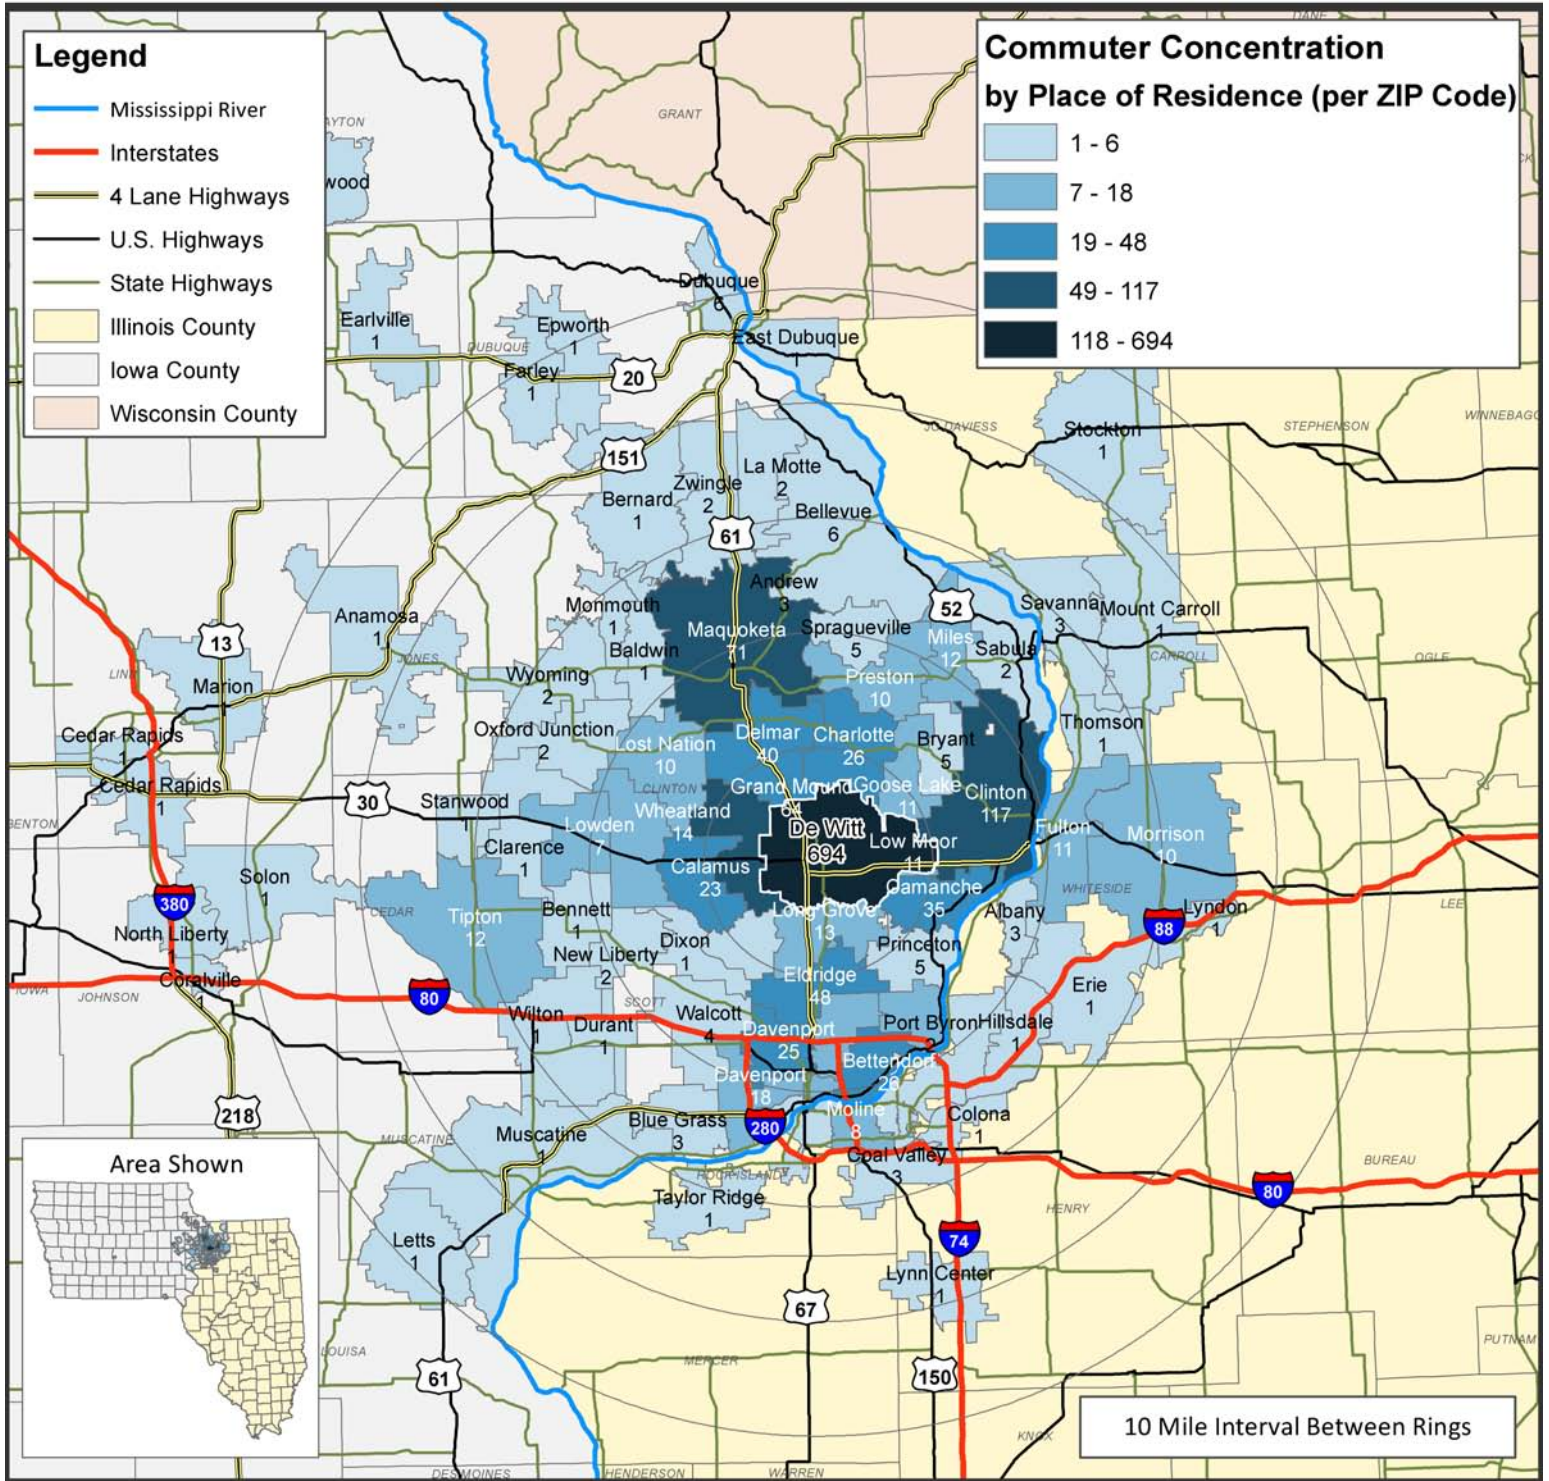 Legend
Mississippi River
Interstates
4 Lane Highways
U.S. Highways
State Highways
Illinois County
Iowa County
Wisconsin County
Commuter Concentration
by Place of Residence (per ZIP Code)
1 - 6
7 - 18
19 - 48
49 - 117
118 - 694
DANE
GRANT
AYTON
wood
CK
Dubuque
6
Earlville
1
Epworth
1
DUBUQUE
East Dubuque
1
Farley
1
20
JO DAVIESS
Stockton
1
STEPHENSON
WINNEBAGO
151
La Motte
2
Zwingle
2
Bernard
1
Bellevue
6
61
Andrew
3
52
Savanna
3
Mount Carroll
1
Monmouth
1
Anamosa
1
Maquoketa
71
Spragueville
5
Miles
12
13
Sabula
2
Baldwin
1
JONES
CARROLL
OGLE
LINN
Wyoming
2
Preston
10
Marion
1
Oxford Junction
2
Thomson
1
Cedar Rapids
1
Lost Nation
10
Delmar
40
Charlotte
26
Bryant
5
Cedar Rapids
1
CLINTON
Grand Mound
64
Goose Lake
11
Clinton
117
30
Stanwood
1
Wheatland
14
BENTON
Lowden
7
De Witt
694
Low Moor
11
Fulton
11
Morrison
10
Clarence
1
Calamus
23
Solon
1
Camanche
35
WHITESIDE
380
CEDAR
Tipton
12
Bennett
1
Long Grove
13
Albany
3
Lyndon
1
LEE
88
North Liberty
1
Dixon
1
Princeton
5
New Liberty
2
Coralville
1
Eldridge
48
IOWA
JOHNSON
80
SCOTT
Erie
1
Wilton
1
Durant
1
Walcott
4
Davenport
25
Port Byron
2
Hillsdale
1
Bettendorf
26
Davenport
18
218
Moline
8
Colona
1
280
Blue Grass
3
MUSCATINE
Muscatine
1
Coal Valley
3
BUREAU
ROCK ISLAND
80
Taylor Ridge
1
HENRY
Letts
1
74
Lynn Center
1
67
LOUISA
MERCER
PUTNAM
61
150
KNOX
DES MOINES
HENDERSON
WARREN
Area Shown
10 Mile Interval Between Rings